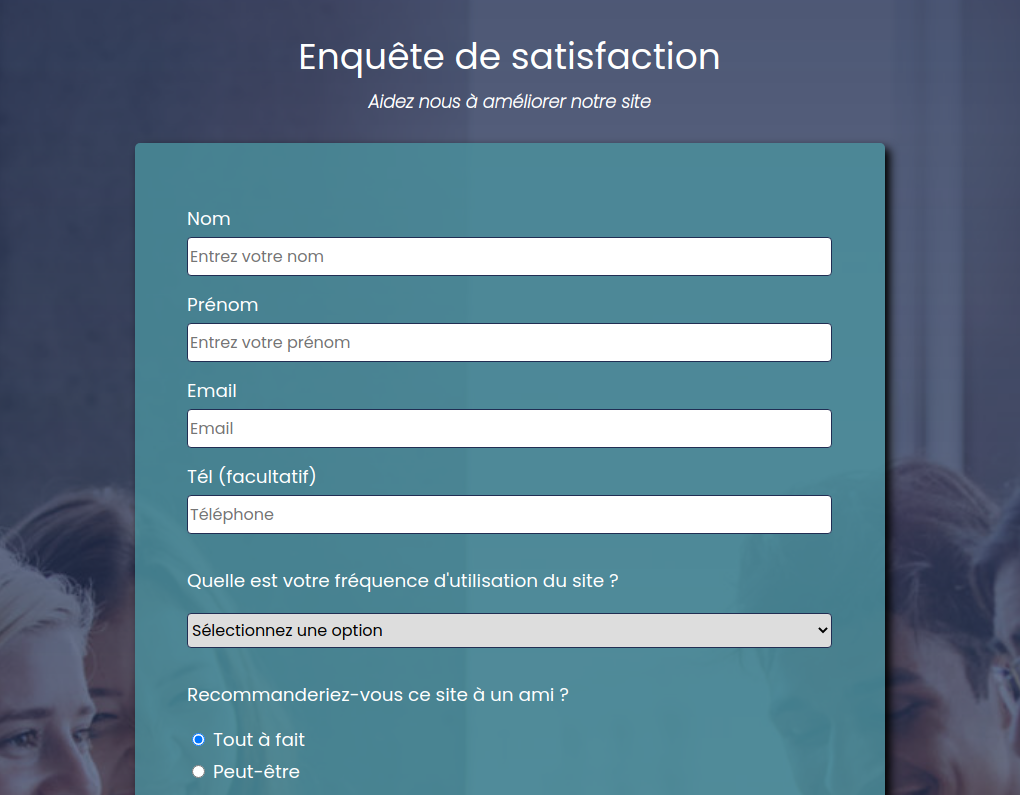 Enquête de satisfaction
Aidez nous à améliorer notre site
Nom
Entrez votre nom
Prénom
Entrez votre prénom
Email
Email
Tél (facultatif)
Téléphone
Quelle est votre fréquence d'utilisation du site ?
Sélectionnez une option
Recommanderiez-vous ce site à un ami ?
Tout à fait
Peut-être